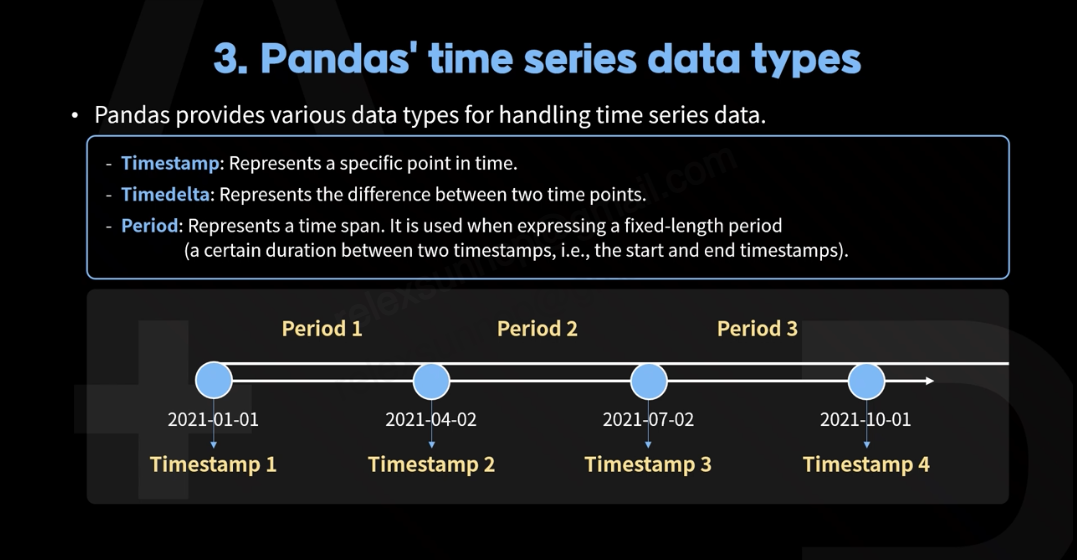 3. Pandas' time series data types
• Pandas provides various data types for handling time series data.
- Timestamp: Represents a specific point in time.
- Timedelta: Represents the difference between two time points.
- Period: Represents a time span. It is used when expressing a fixed-length period
(a certain duration between two timestamps, i.e., the start and end timestamps).
Period 1 Period 2 Period 3
2021-01-01 2021-04-02 2021-07-02 2021-10-01
Timestamp 1 Timestamp 2 Timestamp 3 Timestamp 4